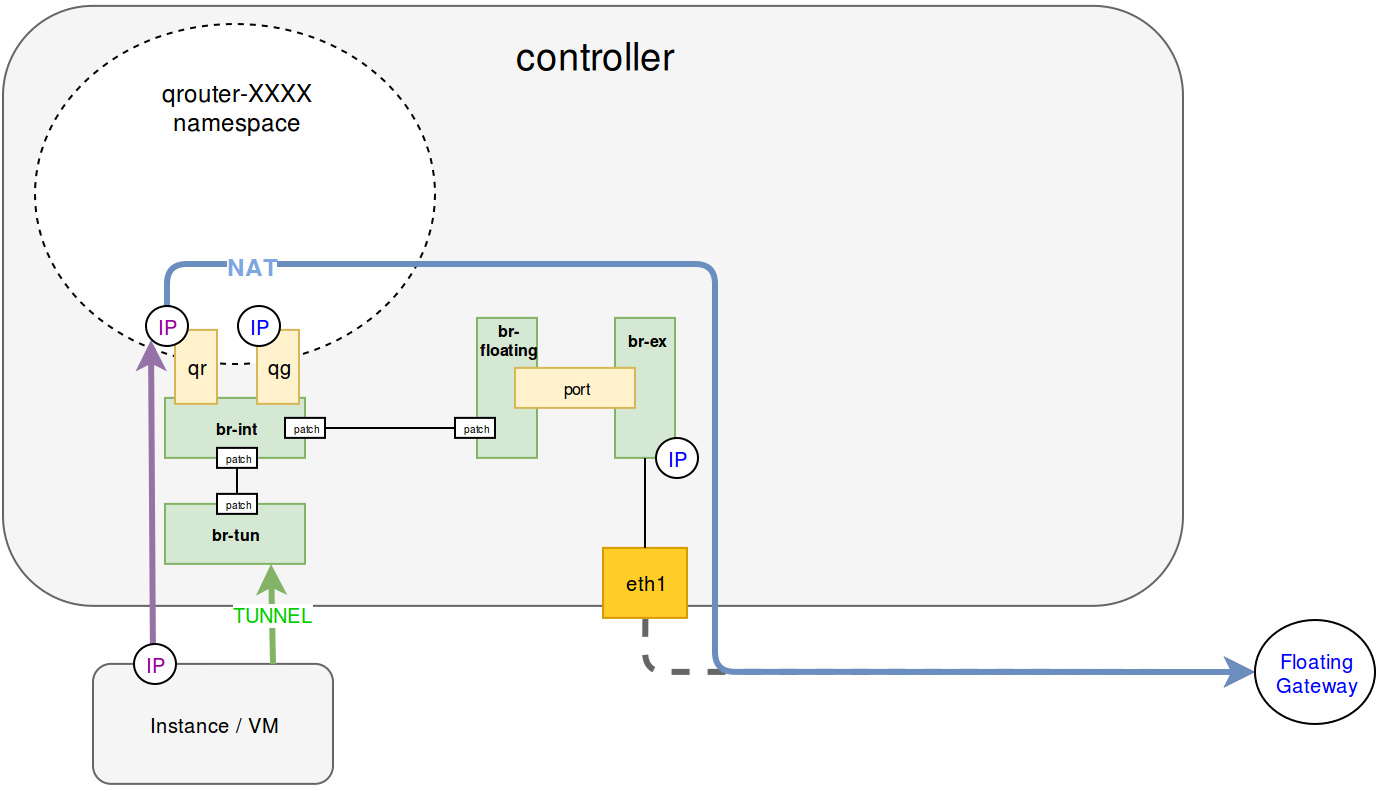 controller
qrouter-XXXX
namespace
NAT
IP
IP
qr
qg
br-
floating
br-ex
port
br-int
patch
patch
patch
IP
patch
br-tun
eth1
TUNNEL
IP
Instance / VM
Floating
Gateway